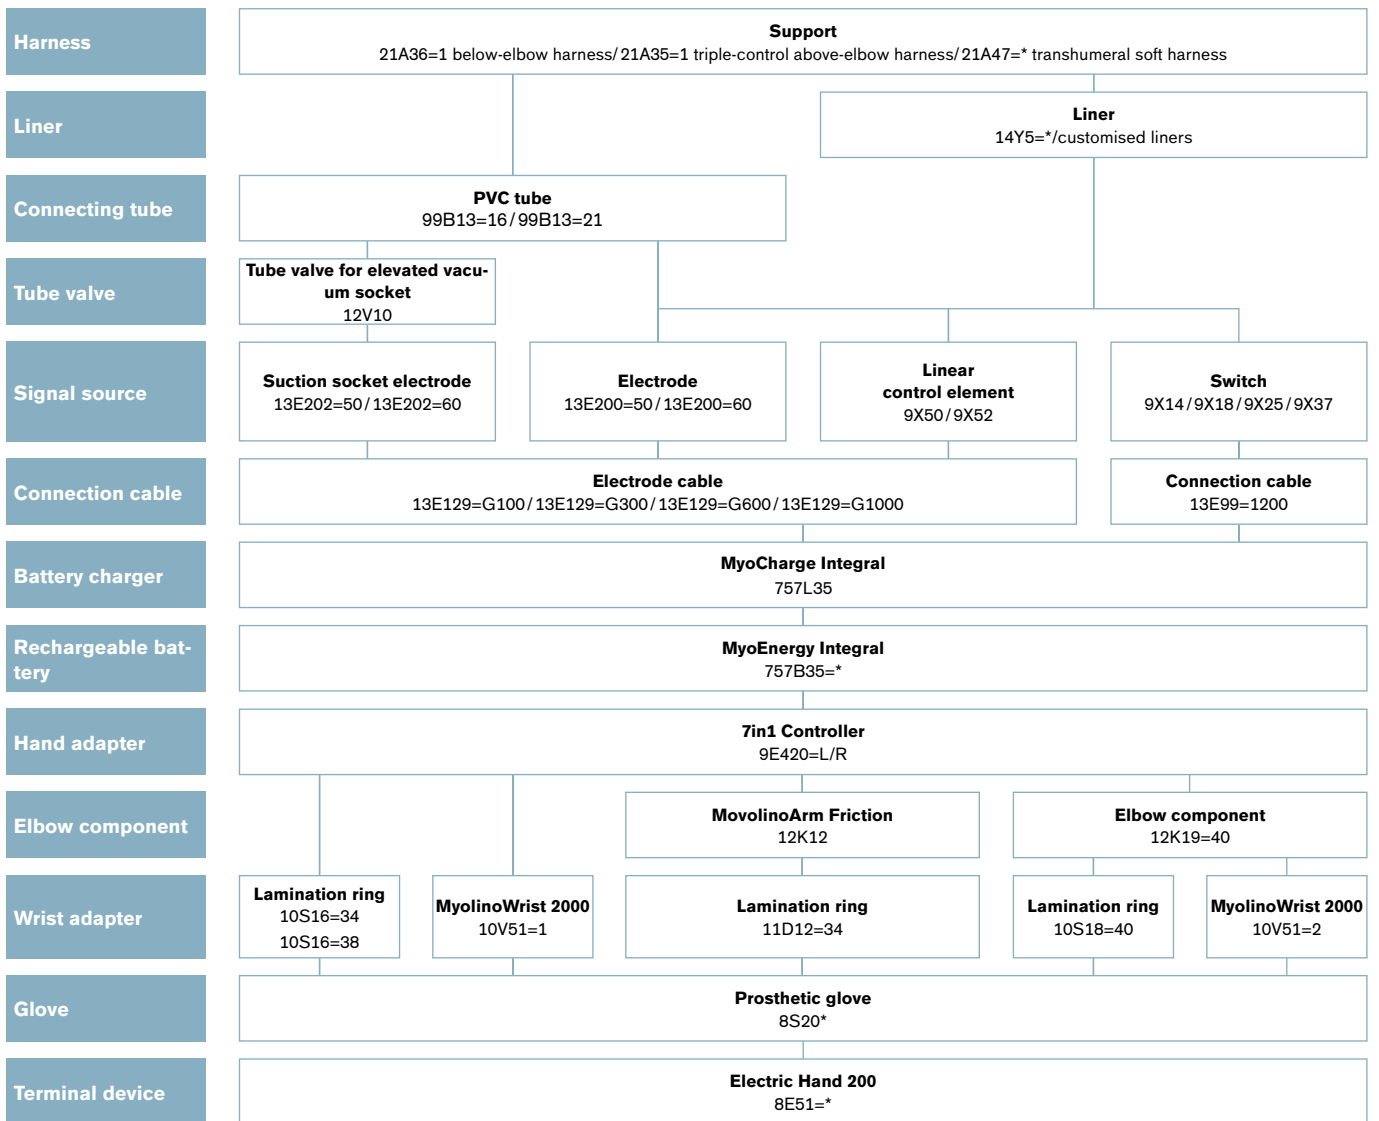 Harness
Support
21A36=1 below-elbow harness/21A35=1 triple-control above-elbow harness/21A47=* transhumeral soft harness
Liner
Liner
14Y5=*/customised liners
Connecting tube
PVC tube
99B13=16/99B13=21
Tube valve
Tube valve for elevated vacu-
um socket
12V10
Signal source
Suction socket electrode
13E202=50/13E202=60
Electrode
13E200=50/13E200=60
Linear
control element
9X50/9X52
Switch
9X14/9X18/9X25/9X37
Connection cable
Electrode cable
13E129=G100/13E129=G300/13E129=G600/13E129=G1000
Connection cable
13E99=1200
Battery charger
MyoCharge Integral
757L35
Rechargeable bat-
tery
MyoEnergy Integral
757B35=*
Hand adapter
7in1 Controller
9E420=L/R
Elbow component
MovolinoArm Friction
12K12
Elbow component
12K19=40
Wrist adapter
Lamination ring
10S16=34
10S16=38
MyolinoWrist 2000
10V51=1
Lamination ring
11D12=34
Lamination ring
10S18=40
MyolinoWrist 2000
10V51=2
Glove
Prosthetic glove
8S20*
Terminal device
Electric Hand 200
8E51=*